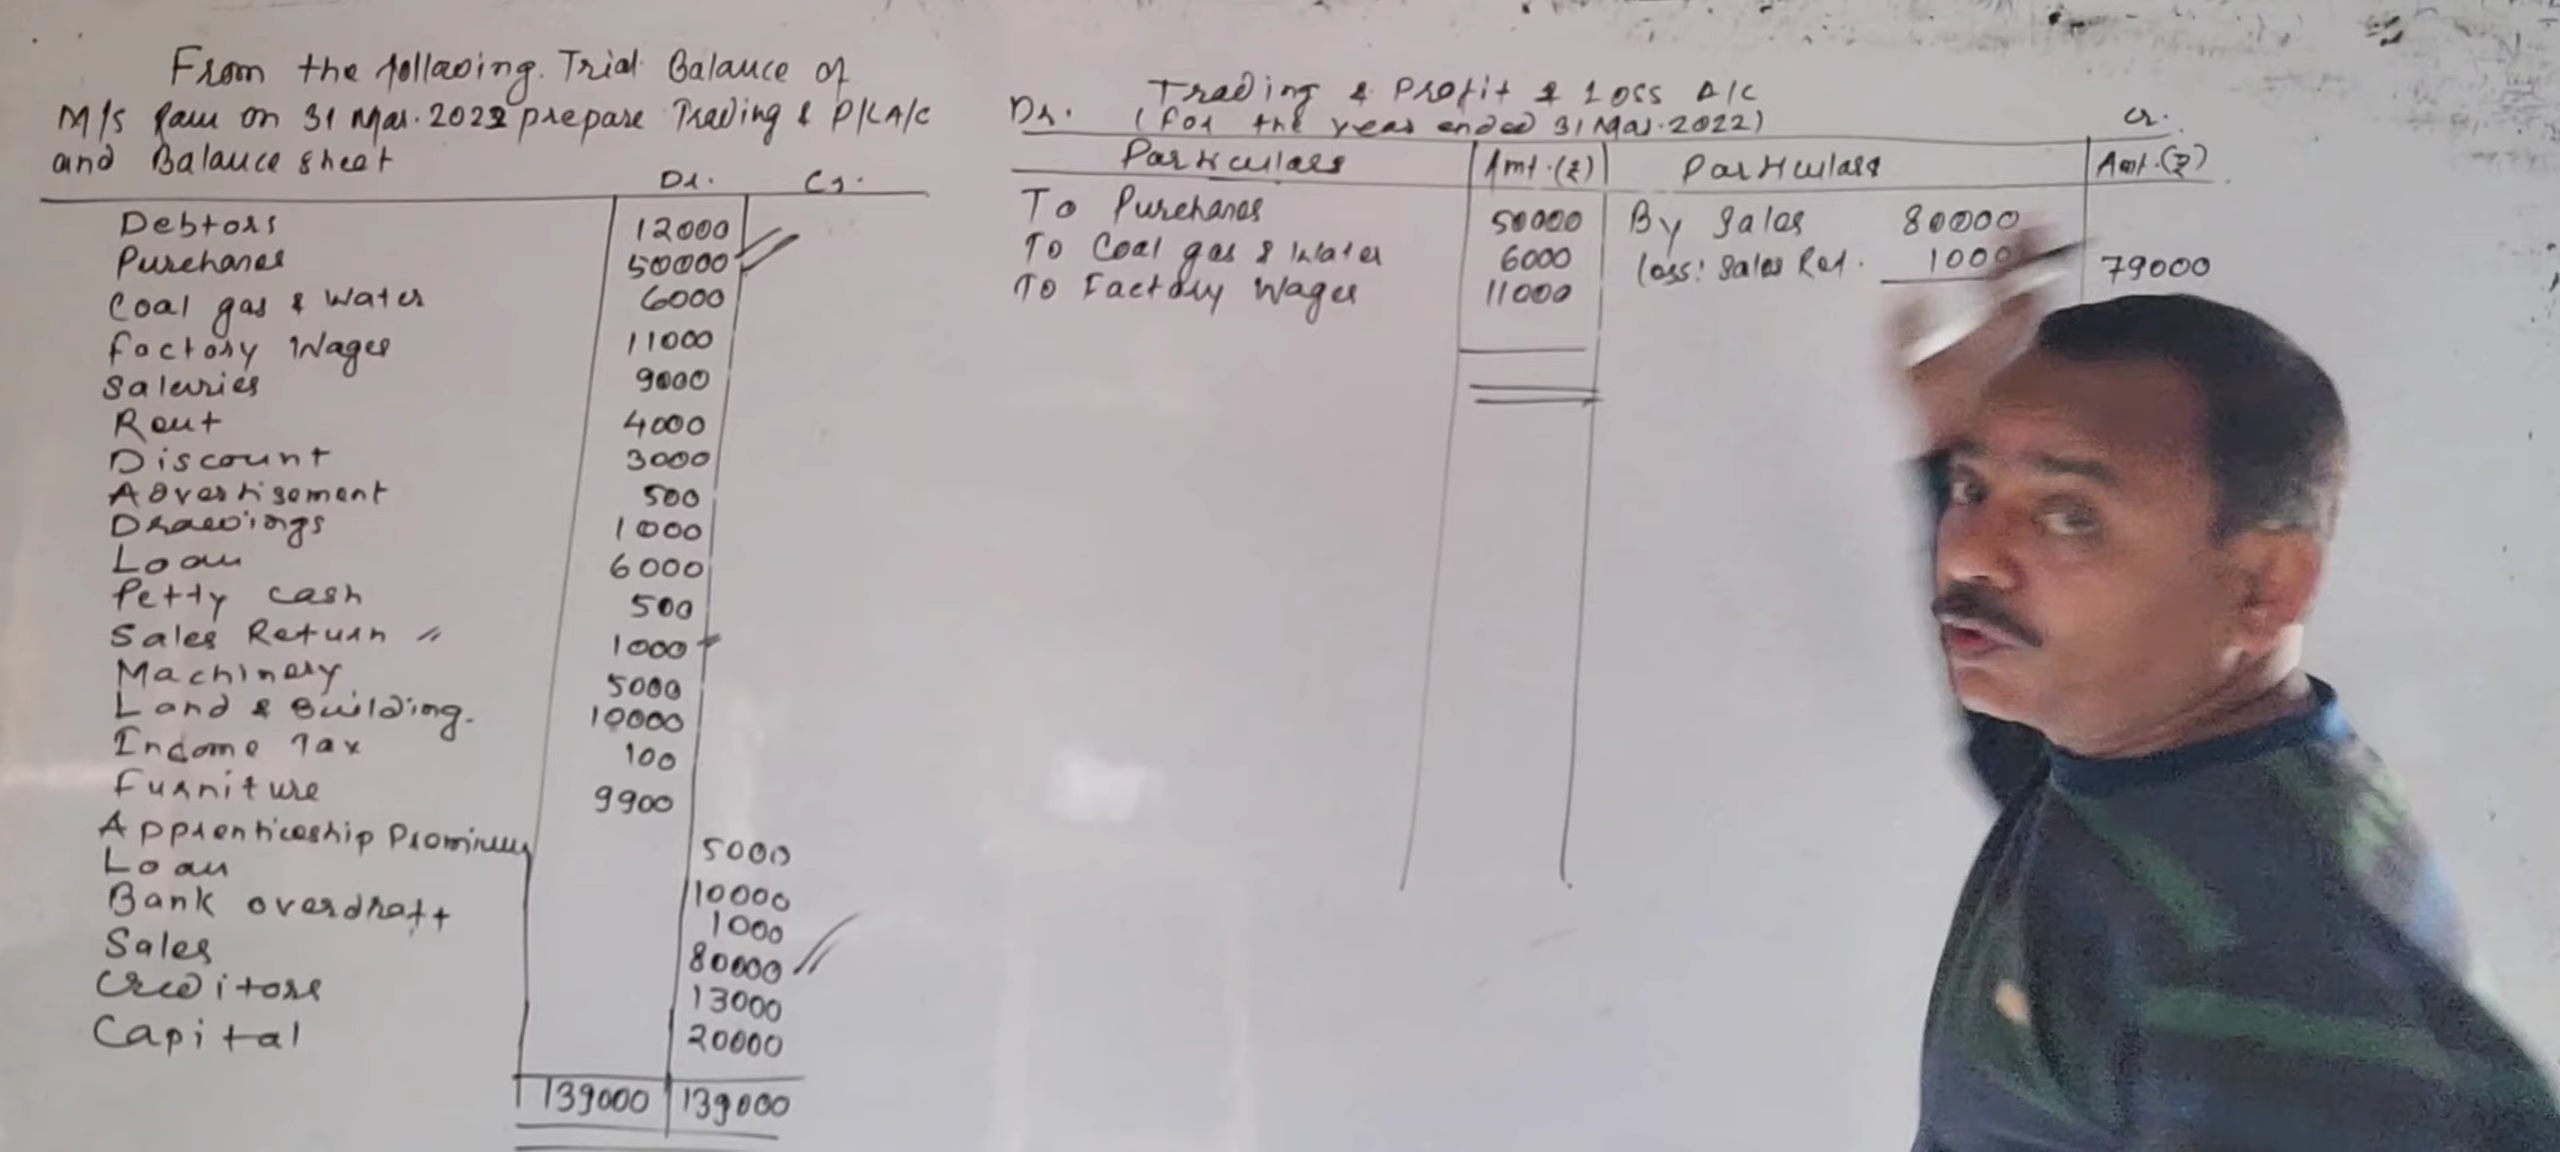 From the following Trial Balance of
M/s Ram on 31 Mar. 2022 prepare Trading & P/L A/c
and Balance sheet
Dr. Cr.
Debtors 12000
Purchases 50000
Coal gas & Water 6000
Factory Wages 11000
Salaries 9000
Rent 4000
Discount 3000
Advertisement 500
Drawings 1000
Loan 6000
Petty cash 500
Sales Return 1000
Machinery 5000
Land & Building. 10000
Income Tax 100
Furniture 9900
Apprenticeship Premium 5000
Loan 10000
Bank overdraft 1000
Sales 80000
Creditors 13000
Capital 20000
139000 139000
Trading & Profit & Loss A/c
Dr. (For the year ended 31 Mar. 2022) Cr.
Particulars Amt.(₹) Particulars Amt.(₹)
To Purchases 50000 By Sales 80000
To Coal gas & Water 6000 Less: Sales Ret. 1000 79000
To Factory Wages 11000